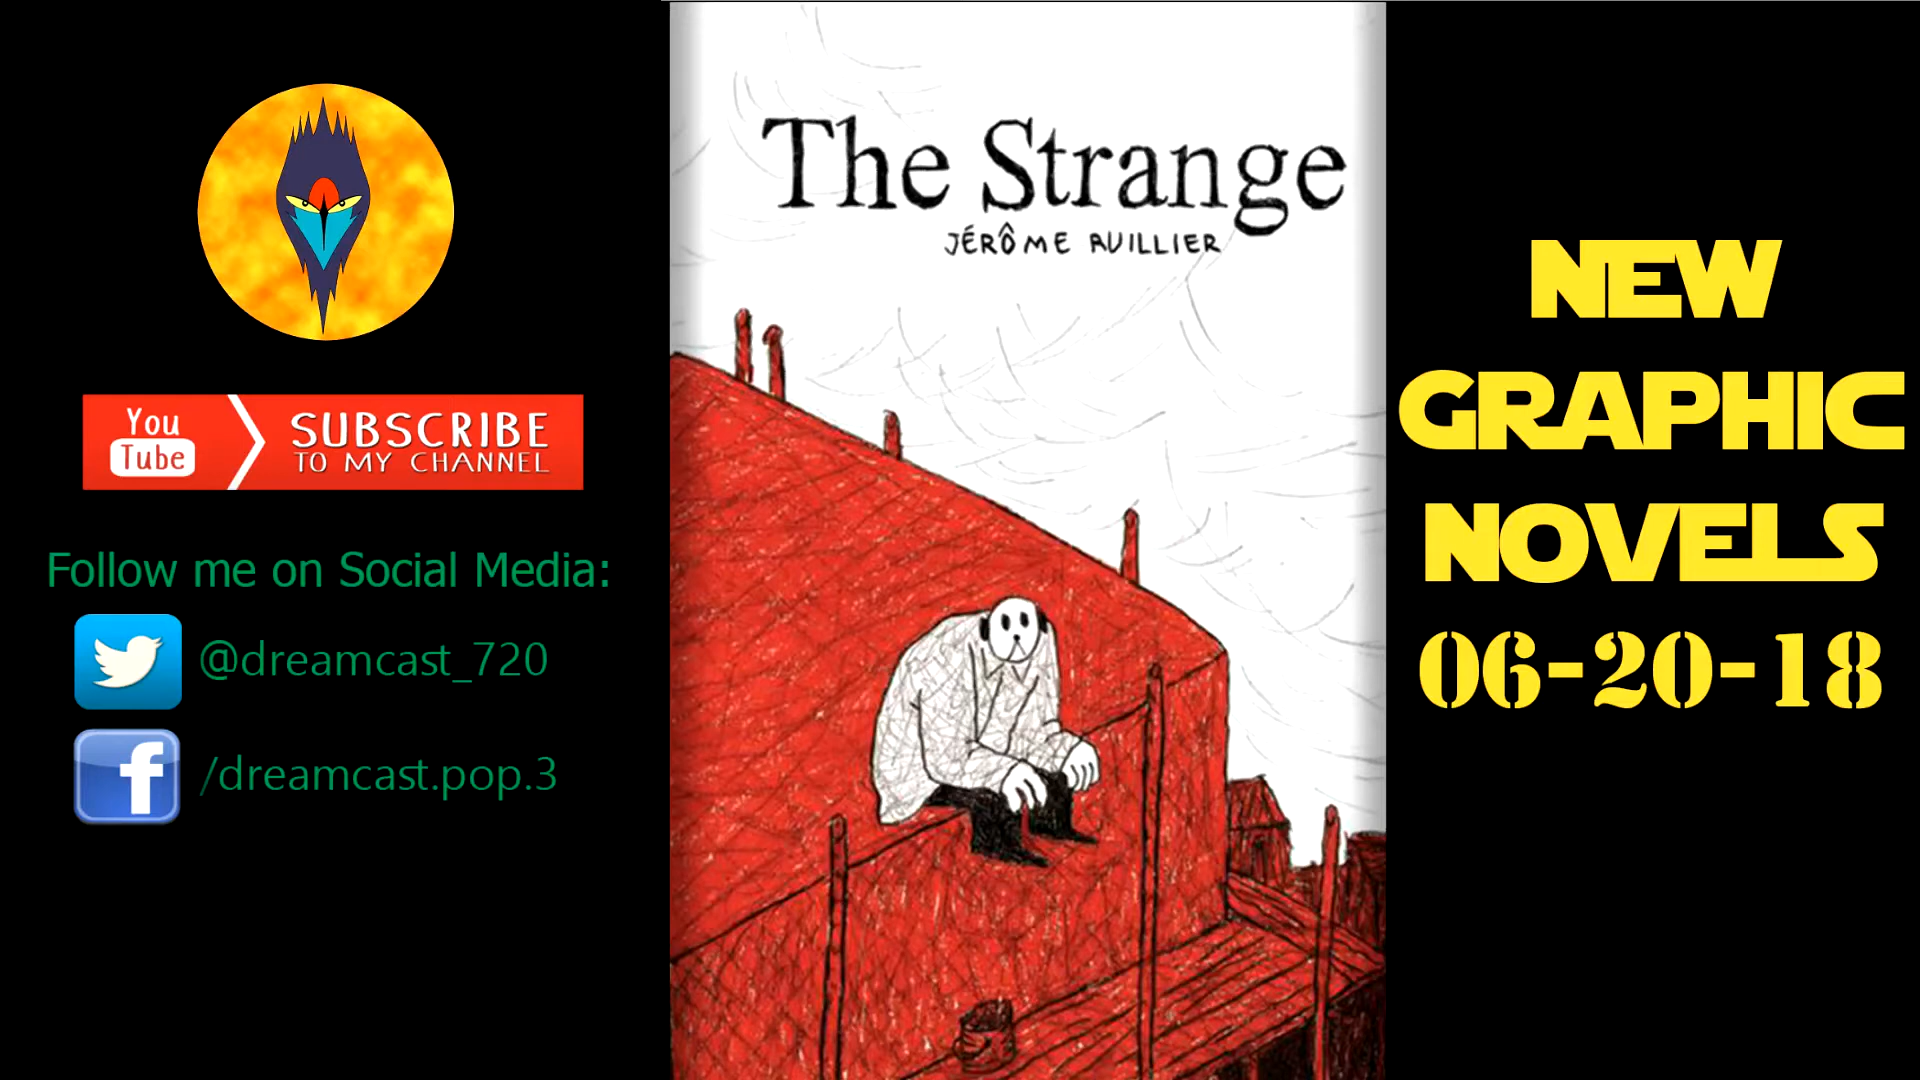 You
Tube
SUBSCRIBE
TO MY CHANNEL
Follow me on Social Media:
@dreamcast_720
f
/dreamcast.pop.3
The Strange
JÉRÔME RUILLIER
NEW
GRAPHIC
NOVELS
06-20-18